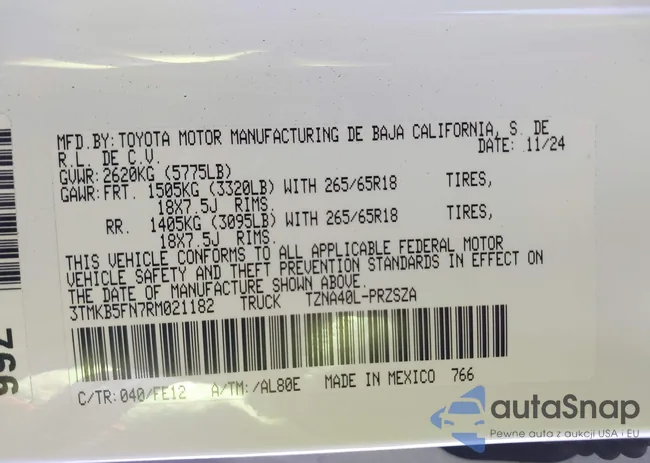 MFD.BY:TOYOTA MOTOR MANUFACTURING DE BAJA CALIFORNIA, S. DE
R.L. DE C.V. DATE: 11/24
GVWR:2620KG (5775LB)
GAWR:FRT. 1505KG (3320LB) WITH 265/65R18 TIRES,
18X7.5J RIMS.
RR. 1405KG (3095LB) WITH 265/65R18 TIRES,
18X7.5J RIMS.
THIS VEHICLE CONFORMS TO ALL APPLICABLE FEDERAL MOTOR
VEHICLE SAFETY AND THEFT PREVENTION STANDARDS IN EFFECT ON
THE DATE OF MANUFACTURE SHOWN ABOVE.
3TMKB5FN7RM021182 TRUCK TZNA40L-PRZSZA
C/TR:040/FE12 A/TM:/AL80E MADE IN MEXICO 766
766
autaSnap
Pewne auta z aukcji USA i EU